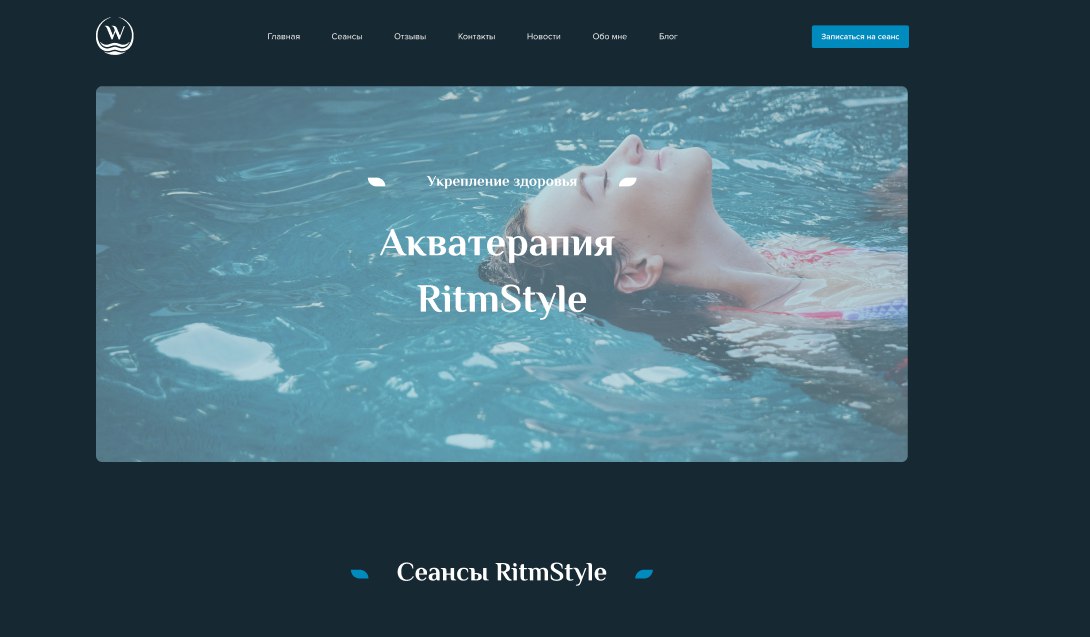 W
Главная Сеансы Отзывы Контакты Новости Обо мне Блог Записаться на сеанс
Укрепление здоровья
Акватерапия
RitmStyle
Сеансы RitmStyle